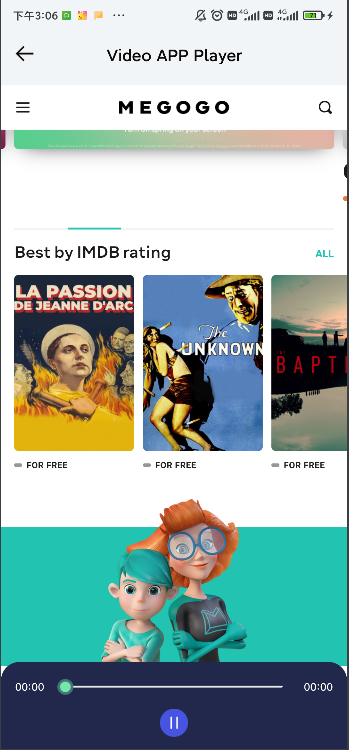 下午3:06
Video APP Player
MEGOGO
Best by IMDB rating
ALL
LA PASSION
DE JEANNE D'ARC
The
UNKNOWN
BAPTI
FOR FREE
FOR FREE
FOR FREE
00:00
00:00